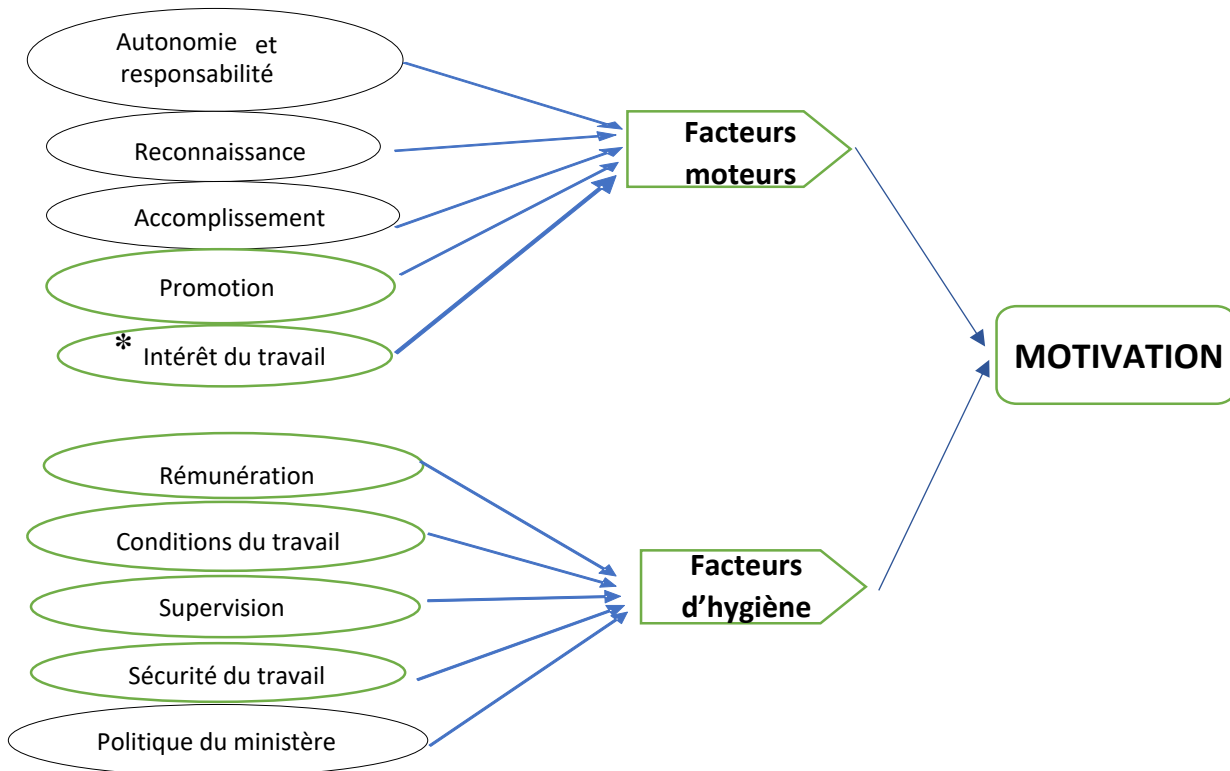 Autonomie et
responsabilité
Reconnaissance
Accomplissement
Promotion
* Intérêt du travail
Facteurs
moteurs
MOTIVATION
Rémunération
Conditions du travail
Supervision
Sécurité du travail
Politique du ministère
Facteurs
d’hygiène